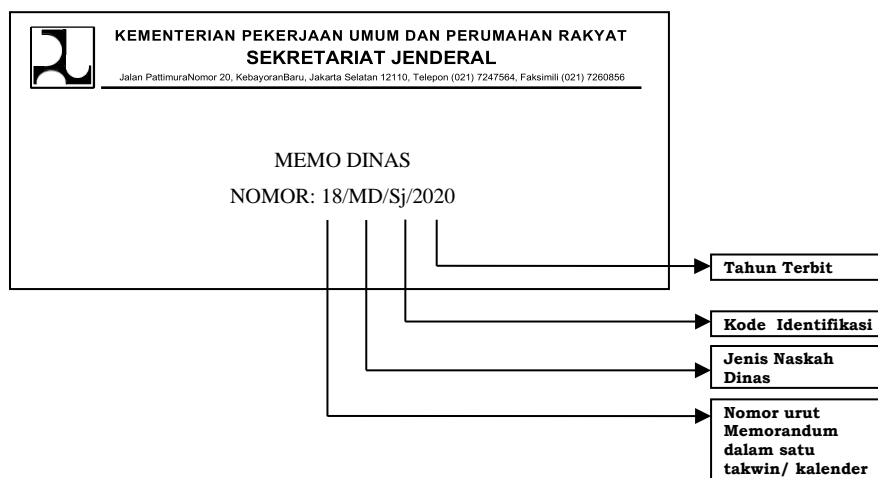 KEMENTERIAN PEKERJAAN UMUM DAN PERUMAHAN RAKYAT
SEKRETARIAT JENDERAL
Jalan PattimuraNomor 20, KebayoranBaru, Jakarta Selatan 12110, Telepon (021) 7247564, Faksimili (021) 7260856
MEMO DINAS
NOMOR: 18/MD/Sj/2020
Tahun Terbit
Kode Identifikasi
Jenis Naskah
Dinas
Nomor urut
Memorandum
dalam satu
takwin/ kalender